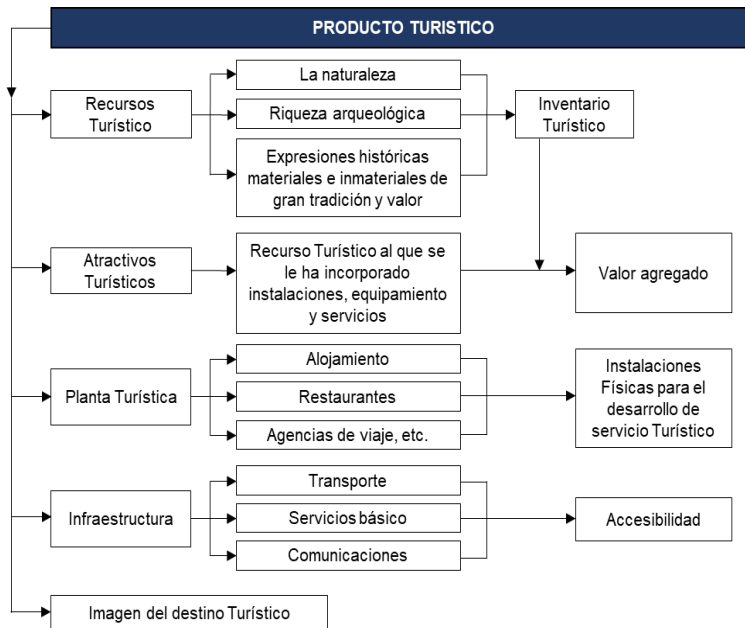 PRODUCTO TURISTICO
Recursos
Turístico
La naturaleza
Riqueza arqueológica
Expresiones históricas
materiales e inmateriales de
gran tradición y valor
Inventario
Turístico
Atractivos
Turísticos
Recurso Turístico al que se
le ha incorporado
instalaciones, equipamiento
y servicios
Valor agregado
Planta Turística
Alojamiento
Restaurantes
Agencias de viaje, etc.
Instalaciones
Físicas para el
desarrollo de
servicio Turístico
Infraestructura
Transporte
Servicios básico
Comunicaciones
Accesibilidad
Imagen del destino Turístico